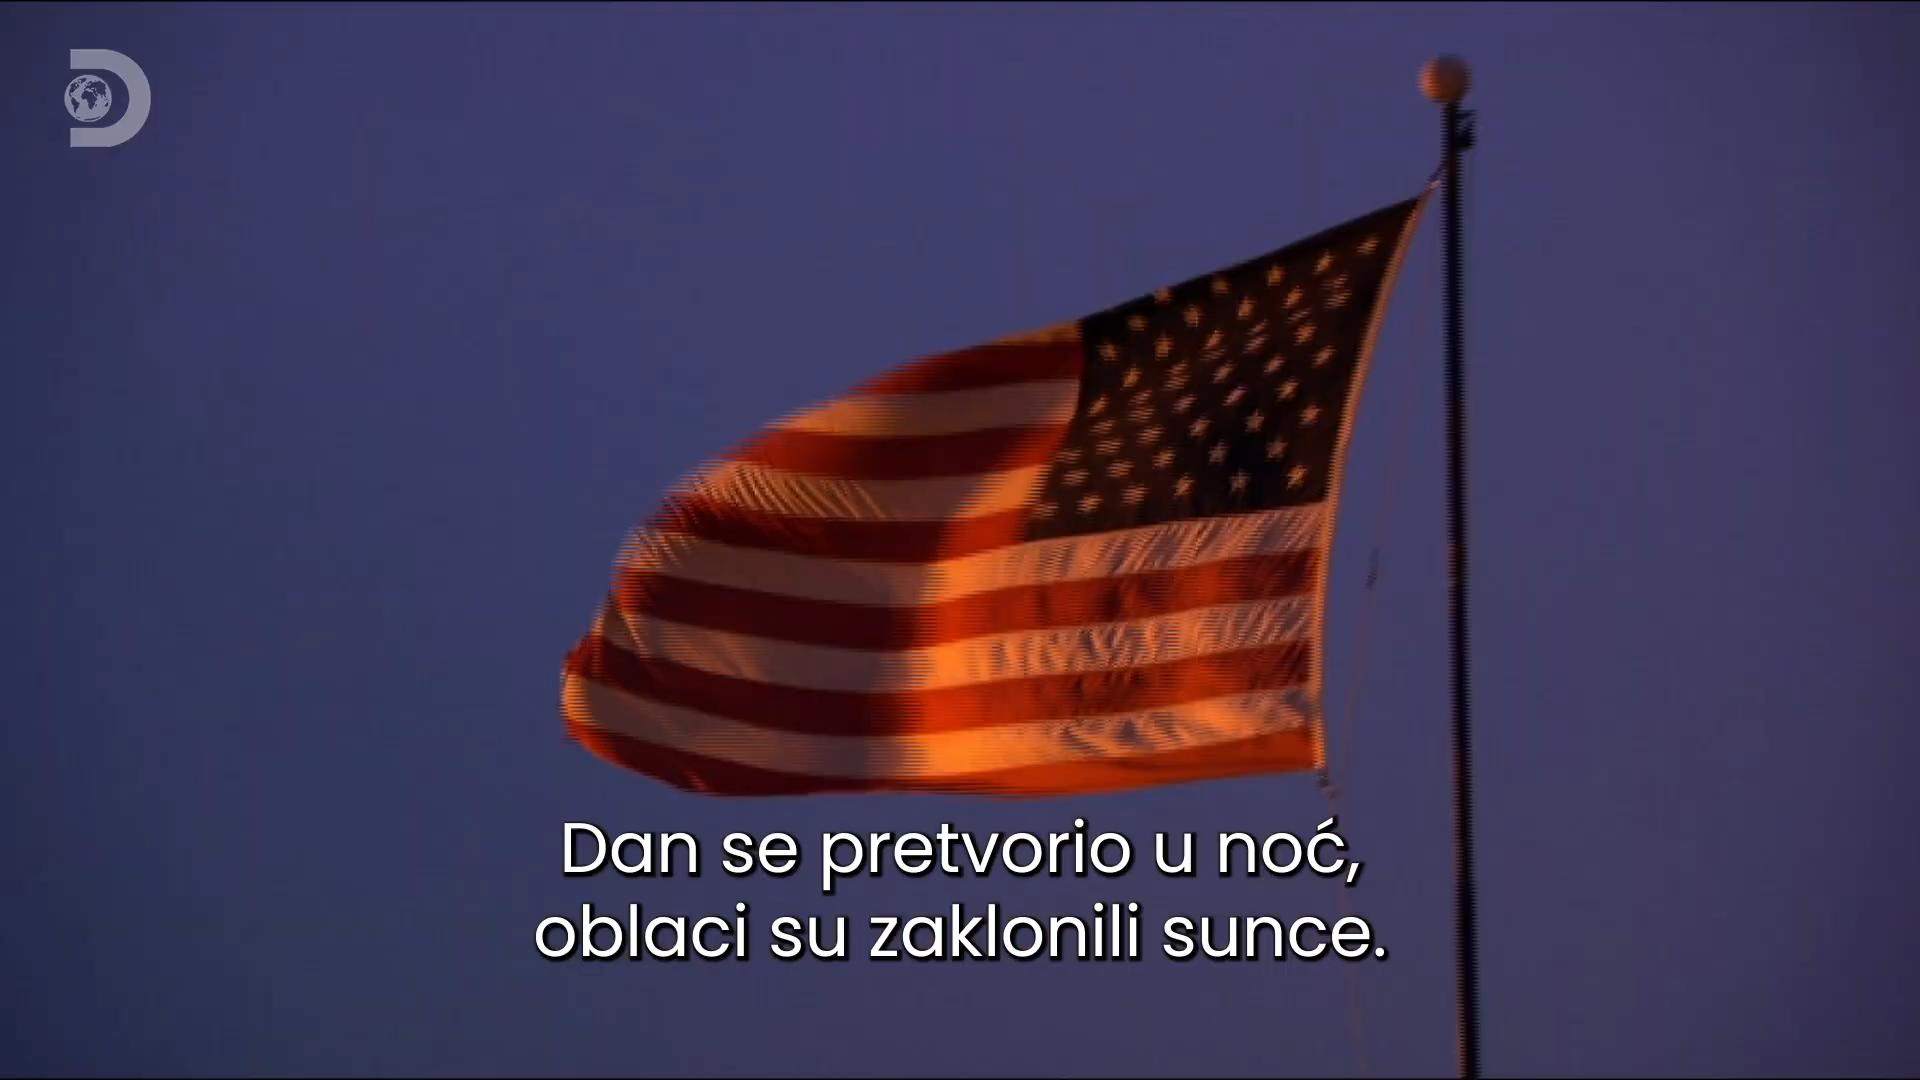 Dan se pretvorio u noć,
oblaci su zaklonili sunce.